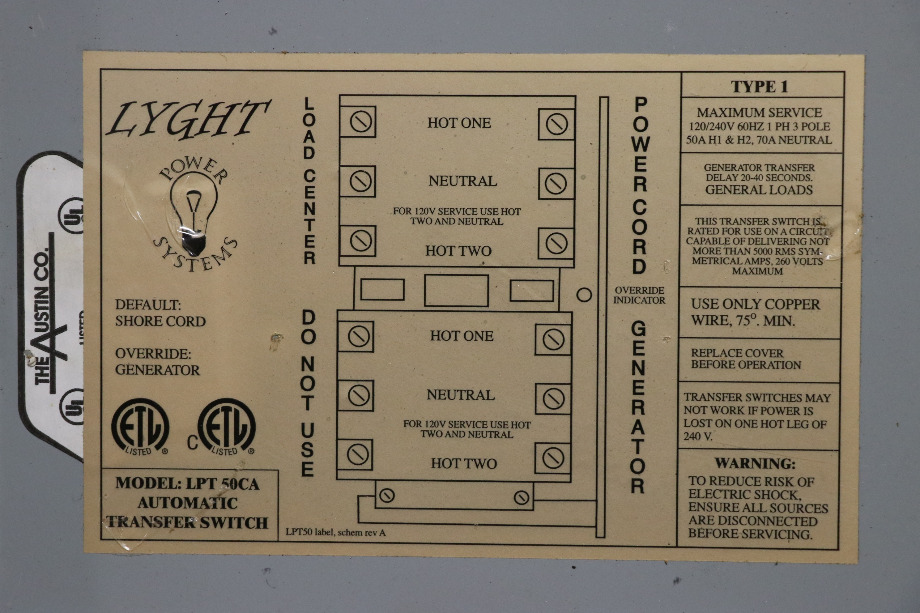 LYGHT
POWER
SYSTEMS
DEFAULT:
SHORE CORD
OVERRIDE:
GENERATOR
ETL
LISTED
®
C
ETL
LISTED
®
MODEL: LPT 50CA
AUTOMATIC
TRANSFER SWITCH
LOAD CENTER
DO NOT USE
HOT ONE
NEUTRAL
FOR 120V SERVICE USE HOT
TWO AND NEUTRAL
HOT TWO
HOT ONE
NEUTRAL
FOR 120V SERVICE USE HOT
TWO AND NEUTRAL
HOT TWO
LPT50 label, schem rev A
POWER CORD
OVERRIDE
INDICATOR
GENERATOR
TYPE 1
MAXIMUM SERVICE
120/240V 60HZ 1 PH 3 POLE
50A H1 & H2, 70A NEUTRAL
GENERATOR TRANSFER
DELAY 20-40 SECONDS.
GENERAL LOADS
THIS TRANSFER SWITCH IS
RATED FOR USE ON A CIRCUIT
CAPABLE OF DELIVERING NOT
MORE THAN 5000 RMS SYM-
METRICAL AMPS, 260 VOLTS
MAXIMUM
USE ONLY COPPER
WIRE, 75°. MIN.
REPLACE COVER
BEFORE OPERATION
TRANSFER SWITCHES MAY
NOT WORK IF POWER IS
LOST ON ONE HOT LEG OF
240 V.
WARNING:
TO REDUCE RISK OF
ELECTRIC SHOCK,
ENSURE ALL SOURCES
ARE DISCONNECTED
BEFORE SERVICING.
THE AUSTIN CO.
LISTED
UL
UL